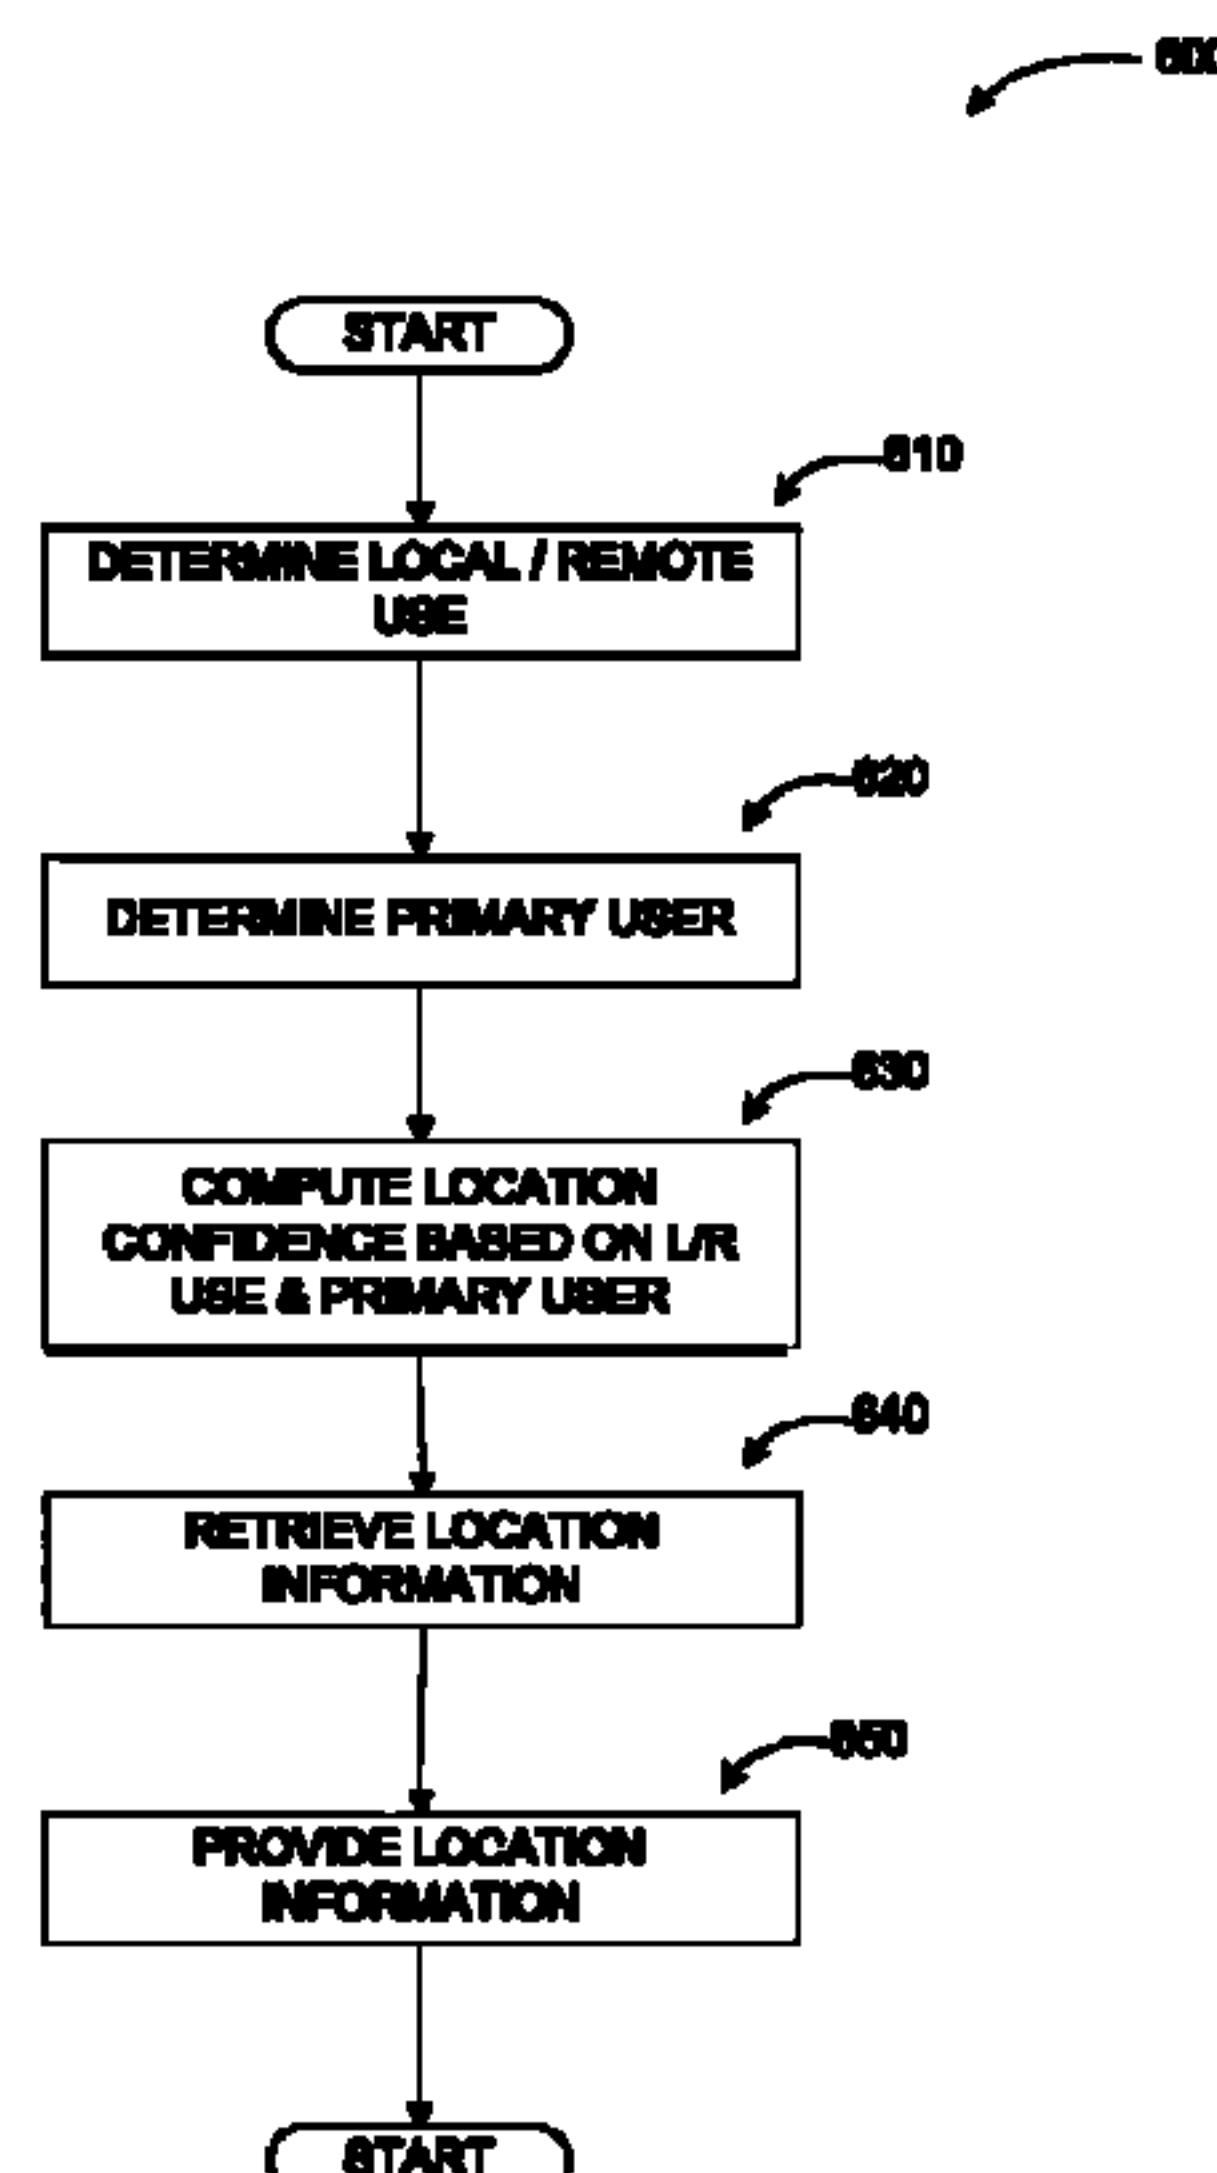 START
610
DETERMINE LOCAL / REMOTE
USE
620
DETERMINE PRIMARY USER
630
COMPUTE LOCATION
CONFIDENCE BASED ON L/R
USE & PRIMARY USER
640
RETRIEVE LOCATION
INFORMATION
650
PROVIDE LOCATION
INFORMATION
START